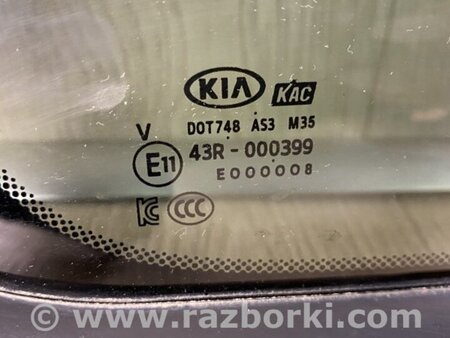 KIA KAC
DOT748 AS3 M35
V
E11 43R-000399
E000008
KC CCC
© www.razborki.com